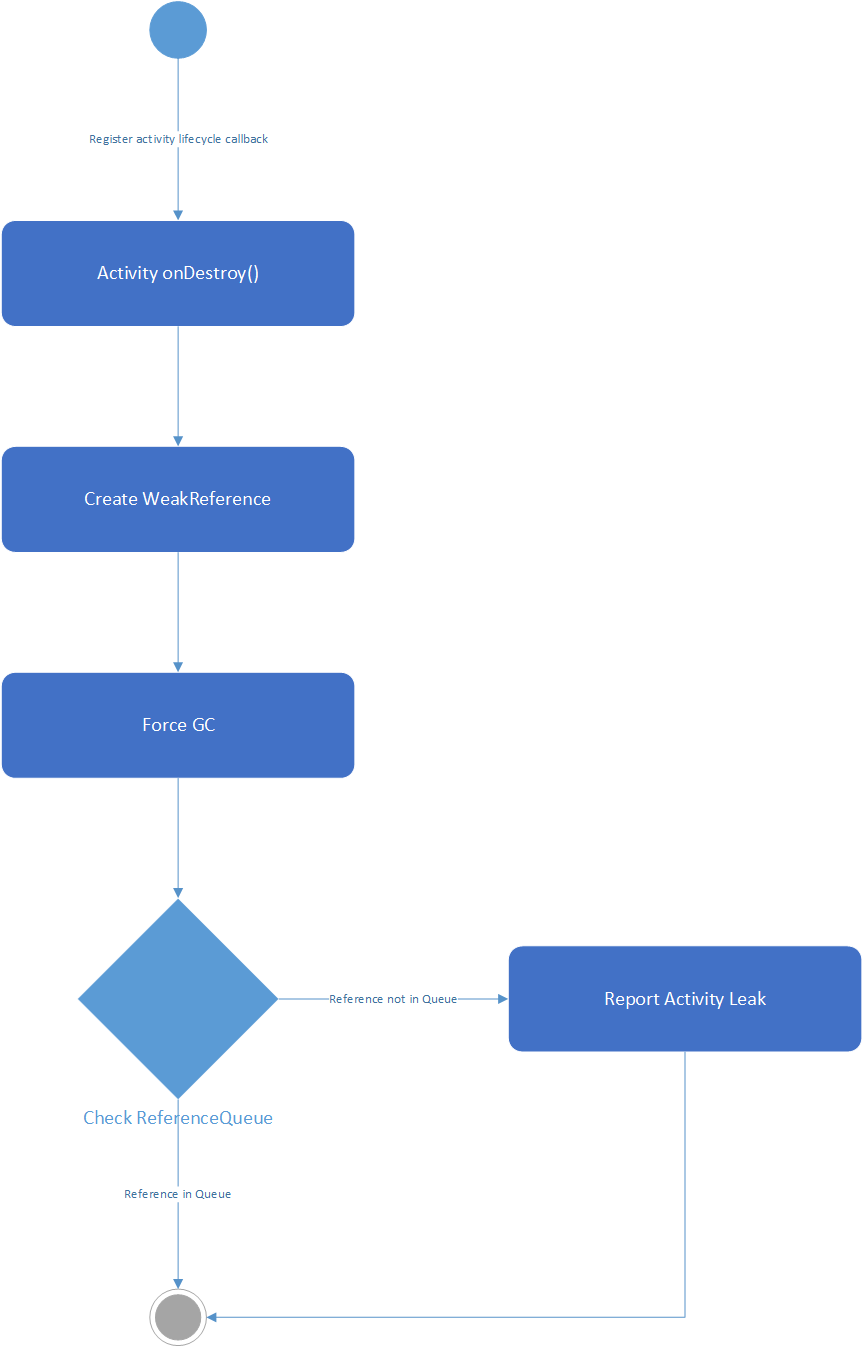 Register activity lifecycle callback
Activity onDestroy()
Create WeakReference
Force GC
Reference not in Queue
Report Activity Leak
Check ReferenceQueue
Reference in Queue